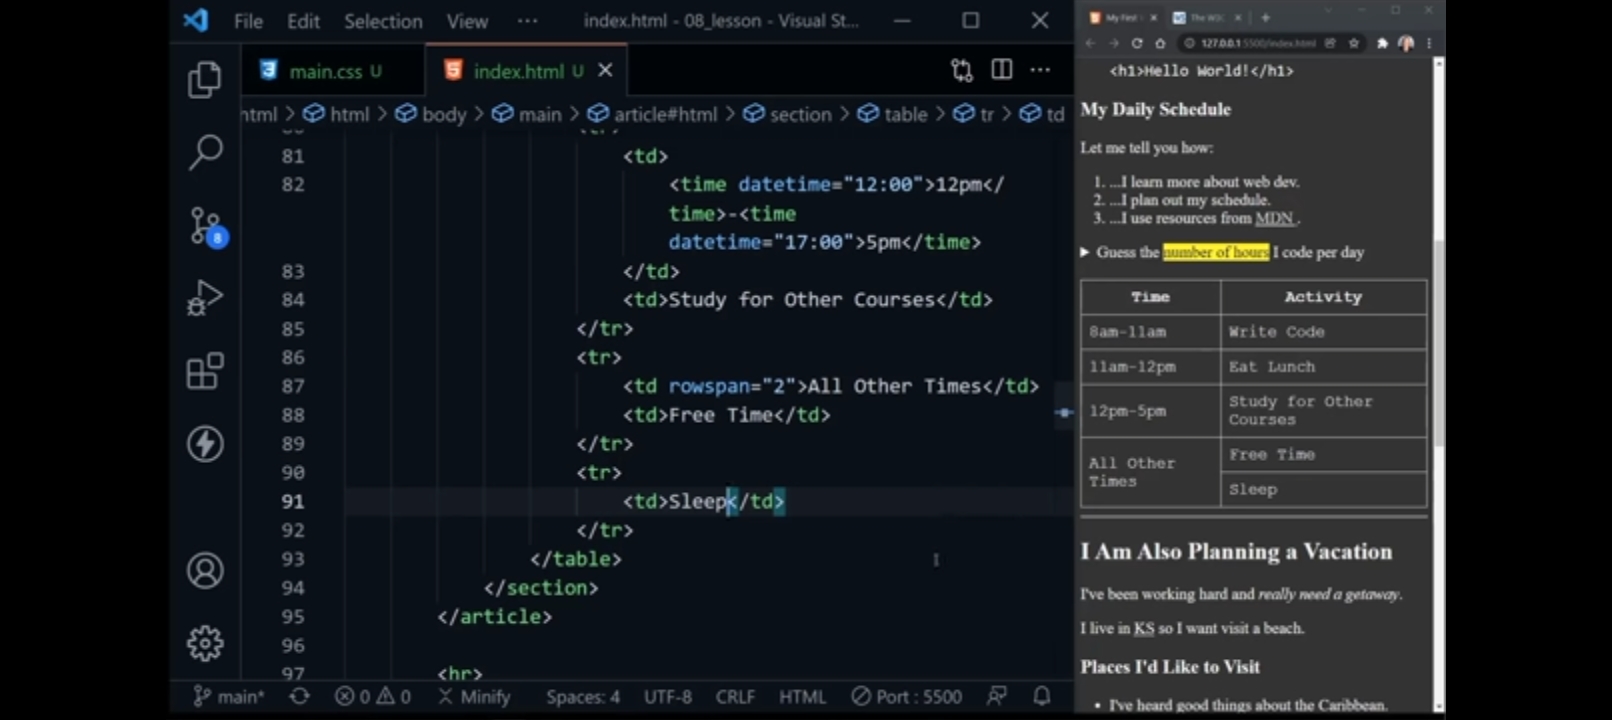 File Edit Selection View ··· index.html - 08_lesson - Visual St...
main.css U index.html U
html > html > body > main > article#html > section > table > tr > td
81 <td>
82 <time datetime="12:00">12pm</
time>-<time
datetime="17:00">5pm</time>
83 </td>
84 <td>Study for Other Courses</td>
85 </tr>
86 <tr>
87 <td rowspan="2">All Other Times</td>
88 <td>Free Time</td>
89 </tr>
90 <tr>
91 <td>Sleep</td>
92 </tr>
93 </table>
94 </section>
95 </article>
96
97 <hr>
8
main* 0 0 Minify Spaces: 4 UTF-8 CRLF HTML Port : 5500
My First The W3C
127.0.0.1:5500/index.html
<h1>Hello World!</h1>
My Daily Schedule
Let me tell you how:
1. ...I learn more about web dev.
2. ...I plan out my schedule.
3. ...I use resources from MDN .
Guess the number of hours I code per day
Time Activity
8am-11am Write Code
11am-12pm Eat Lunch
12pm-5pm Study for Other
Courses
All Other
Times
Free Time
Sleep
I Am Also Planning a Vacation
I've been working hard and really need a getaway.
I live in KS so I want visit a beach.
Places I'd Like to Visit
• I've heard good things about the Caribbean.